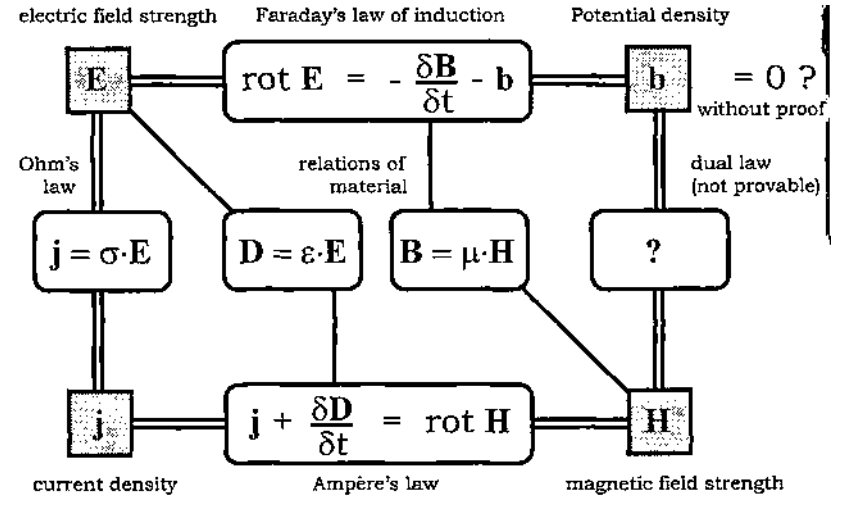 electric field strength
Faraday's law of induction
Potential density
E
rot E = - δB/δt - b
b
= 0 ?
without proof
Ohm's
law
relations of
material
dual law
(not provable)
j = σ·E
D = ε·E
B = μ·H
?
j
j + δD/δt = rot H
H
current density
Ampère's law
magnetic field strength